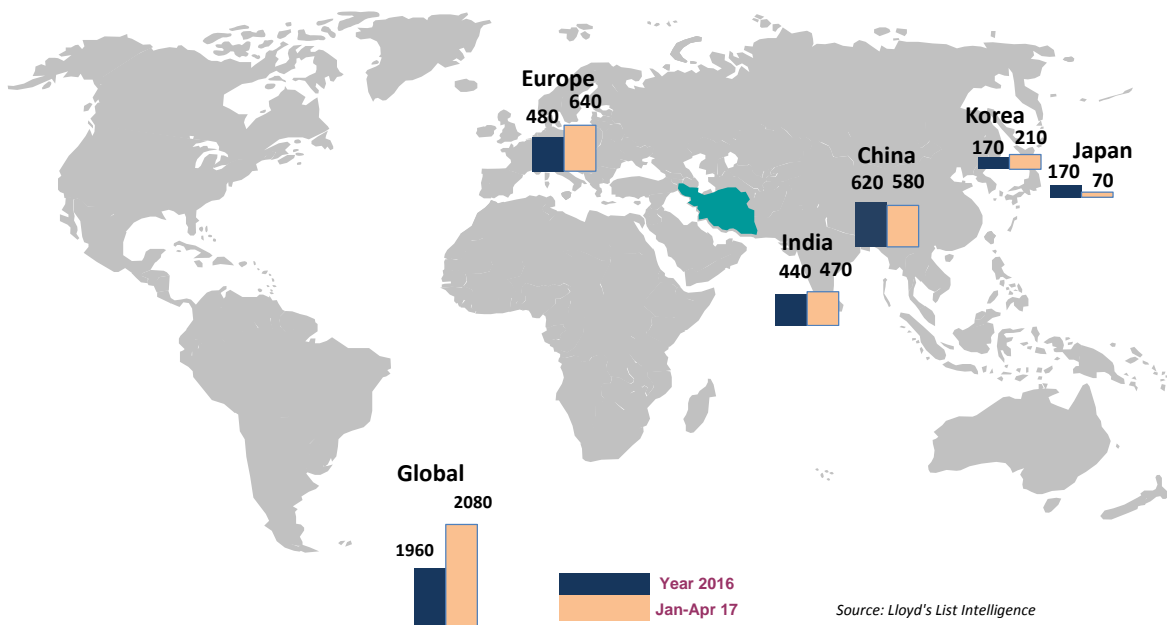 Europe
480 640
Korea
170 210
Japan
170 70
China
620 580
India
440 470
Global
1960 2080
Year 2016
Jan-Apr 17
Source: Lloyd's List Intelligence